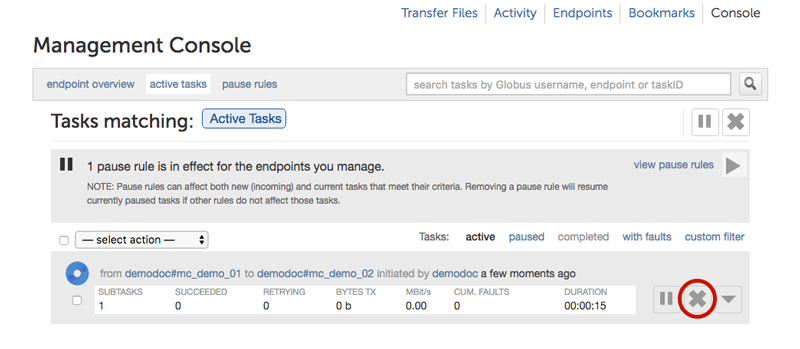 Transfer Files Activity Endpoints Bookmarks Console
Management Console
endpoint overview active tasks pause rules search tasks by Globus username, endpoint or taskID
Tasks matching: Active Tasks
1 pause rule is in effect for the endpoints you manage. view pause rules
NOTE: Pause rules can affect both new (incoming) and current tasks that meet their criteria. Removing a pause rule will resume
currently paused tasks if other rules do not affect those tasks.
— select action — Tasks: active paused completed with faults custom filter
from demodoc#mc_demo_01 to demodoc#mc_demo_02 initiated by demodoc a few moments ago
SUBTASKS SUCCEEDED RETRYING BYTES TX MBit/s CUM. FAULTS DURATION
1 0 0 0 b 0.00 0 00:00:15